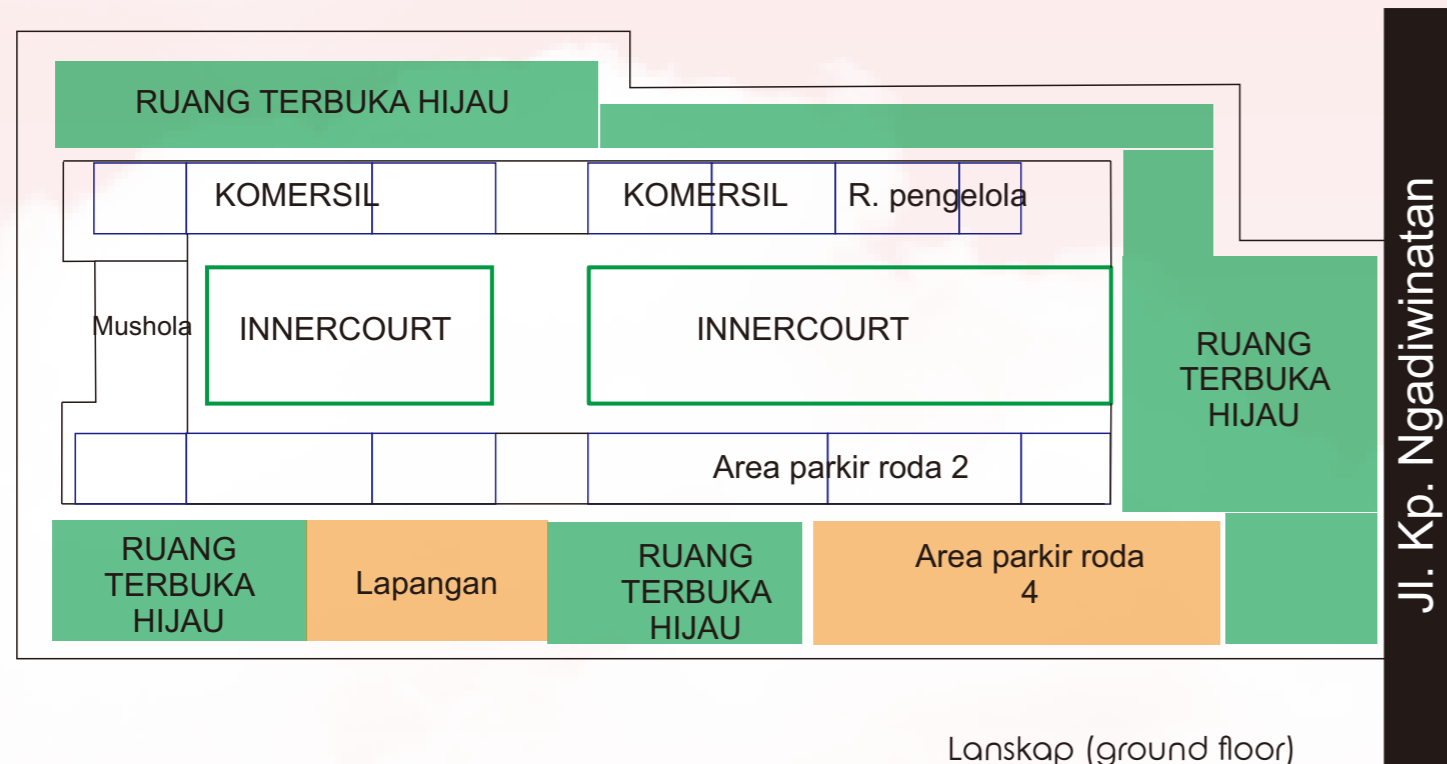 RUANG TERBUKA HIJAU
KOMERSIL
KOMERSIL
R. pengelola
Mushola
INNERCOURT
INNERCOURT
RUANG
TERBUKA
HIJAU
Area parkir roda 2
RUANG
TERBUKA
HIJAU
Lapangan
RUANG
TERBUKA
HIJAU
Area parkir roda
4
Jl. Kp. Ngadiwinatan
Lanskap (ground floor)